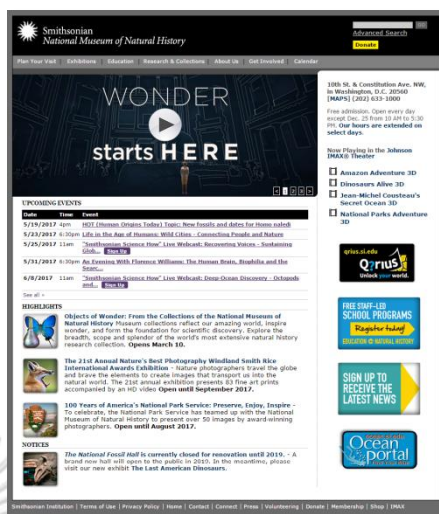 Smithsonian
National Museum of Natural History
Advanced Search
Donate
Plan Your Visit | Exhibitions | Education | Research & Collections | About Us | Get Involved | Calendar
WONDER
starts HERE
1 2 3
UPCOMING EVENTS
Date Time Event
5/19/2017 4pm HOT (Human Origins Today) Topic: New fossils and dates for Homo naledi
5/23/2017 6:30pm Life in the Age of Humans: Wild Cities - Connecting People and Nature
5/25/2017 11am "Smithsonian Science How" Live Webcast: Recovering Voices - Sustaining
Glob... Sign Up
5/31/2017 6:30pm An Evening With Florence Williams: The Human Brain, Biophilia and the
Searc...
6/8/2017 11am "Smithsonian Science How" Live Webcast: Deep-Ocean Discovery - Octopods
and... Sign Up
See all »
HIGHLIGHTS
Objects of Wonder: From the Collections of the National Museum of
Natural History Museum collections reflect our amazing world, inspire
wonder, and form the foundation for scientific discovery. Explore the
breadth, scope and splendor of the world's most extensive natural history
research collection. Opens March 10.
The 21st Annual Nature's Best Photography Windland Smith Rice
International Awards Exhibition - Nature photographers travel the globe
and brave the elements to create images that transport us into the
natural world. The 21st annual exhibition presents 83 fine art prints
accompanied by an HD video Open until September 2017.
100 Years of America's National Park Service: Preserve, Enjoy, Inspire -
To celebrate, the National Park Service has teamed up with the National
Museum of Natural History to present over 50 images by award-winning
photographers. Open until August 2017.
NOTICES
The National Fossil Hall is currently closed for renovation until 2019. - A
brand new hall will open to the public in 2019. In the meantime, please
visit our new exhibit The Last American Dinosaurs.
10th St. & Constitution Ave. NW,
in Washington, D.C. 20560
[MAPS] (202) 633-1000
Free admission. Open every day
except Dec. 25 from 10 AM to 5:30
PM. Our hours are extended on
select days.
Now Playing in the Johnson
IMAX® Theater
Amazon Adventure 3D
Dinosaurs Alive 3D
Jean-Michel Cousteau's
Secret Ocean 3D
National Parks Adventure
3D
qrius.si.edu
Q?rius
Unlock your world.
FREE STAFF-LED
SCHOOL PROGRAMS
Register today!
EDUCATION @ NATURAL HISTORY
SIGN UP TO
RECEIVE THE
LATEST NEWS
Ocean
portal
Smithsonian Institution | Terms of Use | Privacy Policy | Home | Contact | Connect | Press | Volunteering | Donate | Membership | Shop | IMAX